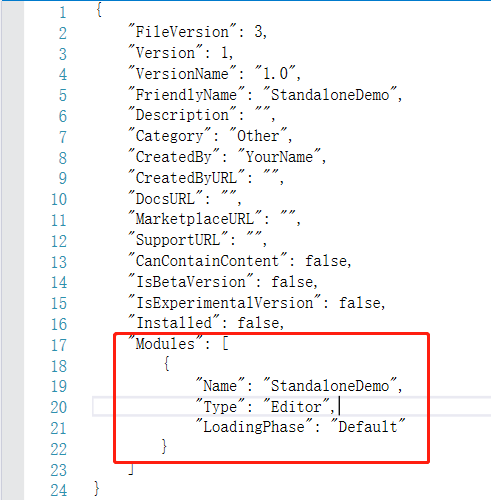 1 {
2 "FileVersion": 3,
3 "Version": 1,
4 "VersionName": "1.0",
5 "FriendlyName": "StandaloneDemo",
6 "Description": "",
7 "Category": "Other",
8 "CreatedBy": "YourName",
9 "CreatedByURL": "",
10 "DocsURL": "",
11 "MarketplaceURL": "",
12 "SupportURL": "",
13 "CanContainContent": false,
14 "IsBetaVersion": false,
15 "IsExperimentalVersion": false,
16 "Installed": false,
17 "Modules": [
18 {
19 "Name": "StandaloneDemo",
20 "Type": "Editor",
21 "LoadingPhase": "Default"
22 }
23 ]
24 }